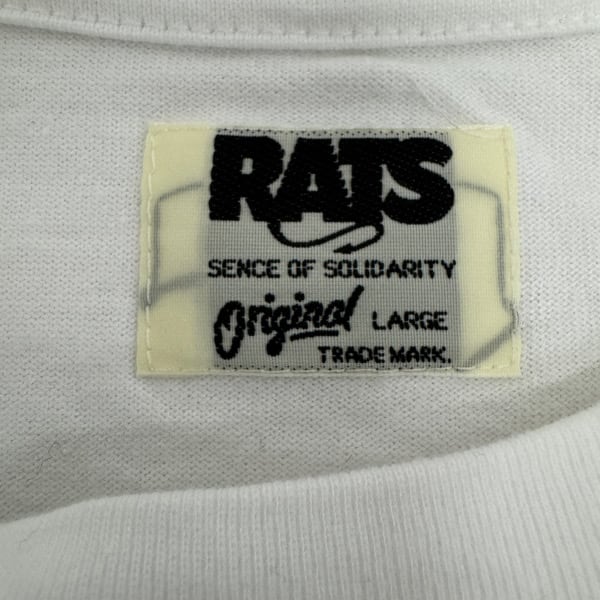 RATS
SENCE OF SOLIDARITY
Original LARGE
TRADE MARK.